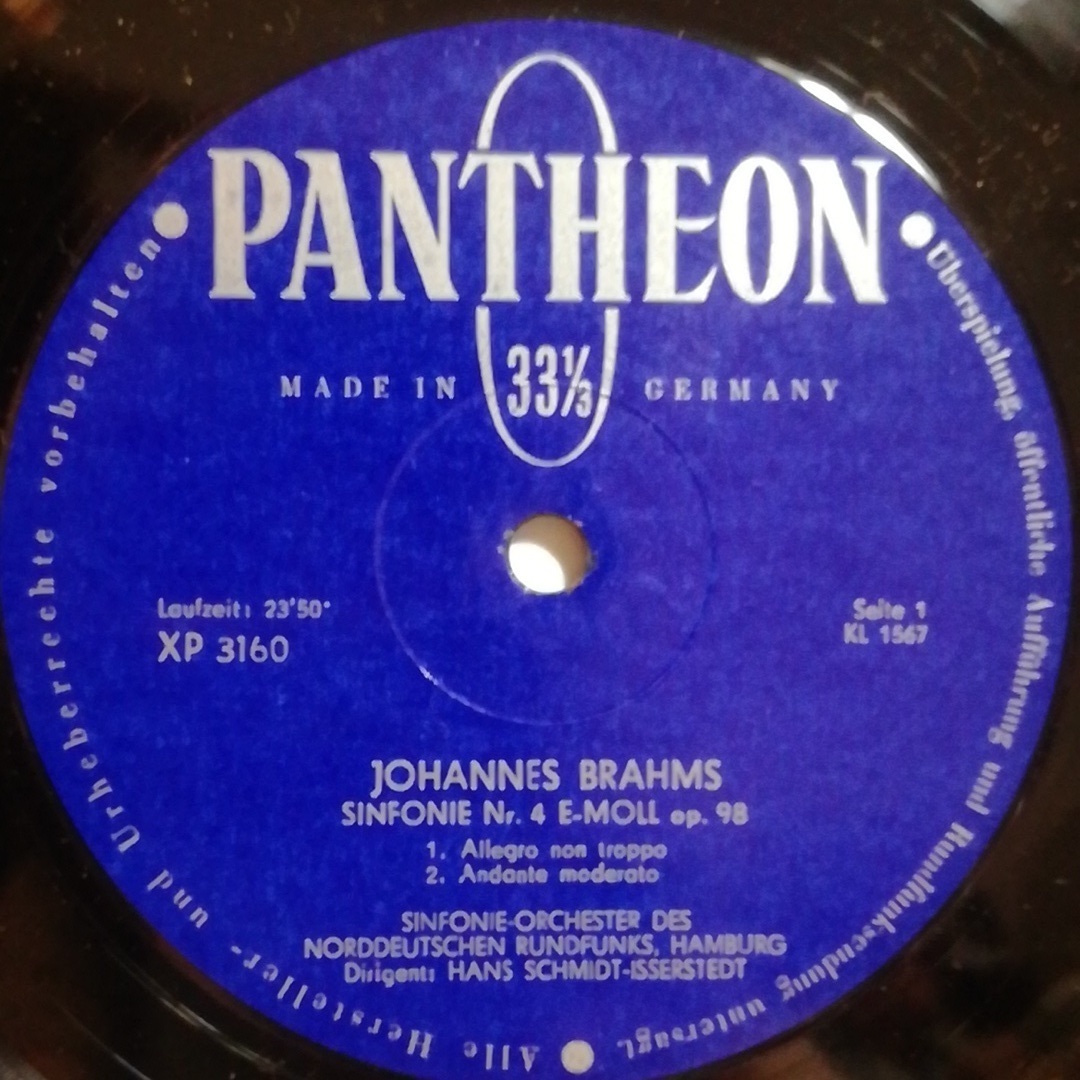 PANTHEON
33⅓
MADE IN GERMANY
Laufzeit: 23'50"
XP 3160
Seite 1
KL 1567
JOHANNES BRAHMS
SINFONIE Nr. 4 E-MOLL op. 98
1. Allegro non troppo
2. Andante moderato
SINFONIE-ORCHESTER DES
NORDDEUTSCHEN RUNDFUNKS, HAMBURG
Dirigent: HANS SCHMIDT-ISSERSTEDT
Alle Hersteller- und Urheberrechte vorbehalten
Überspielung, öffentliche Aufführung und Rundfunksendung untersagt.